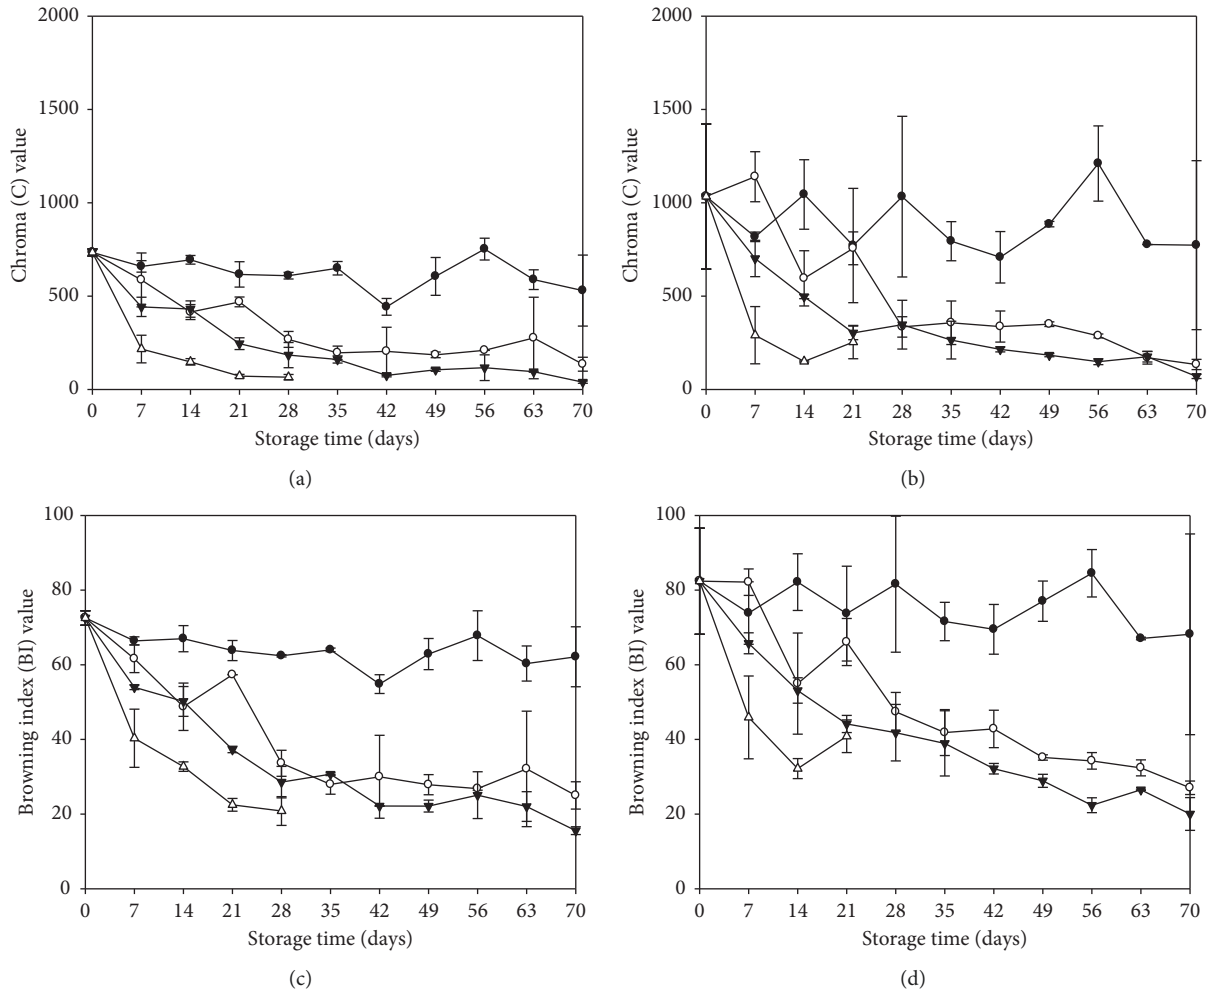 2000
1500
1000
500
0
Chroma (C) value
0 7 14 21 28 35 42 49 56 63 70
Storage time (days)
(a)
2000
1500
1000
500
0
Chroma (C) value
0 7 14 21 28 35 42 49 56 63 70
Storage time (days)
(b)
100
80
60
40
20
0
Browning index (BI) value
0 7 14 21 28 35 42 49 56 63 70
Storage time (days)
(c)
100
80
60
40
20
0
Browning index (BI) value
0 7 14 21 28 35 42 49 56 63 70
Storage time (days)
(d)